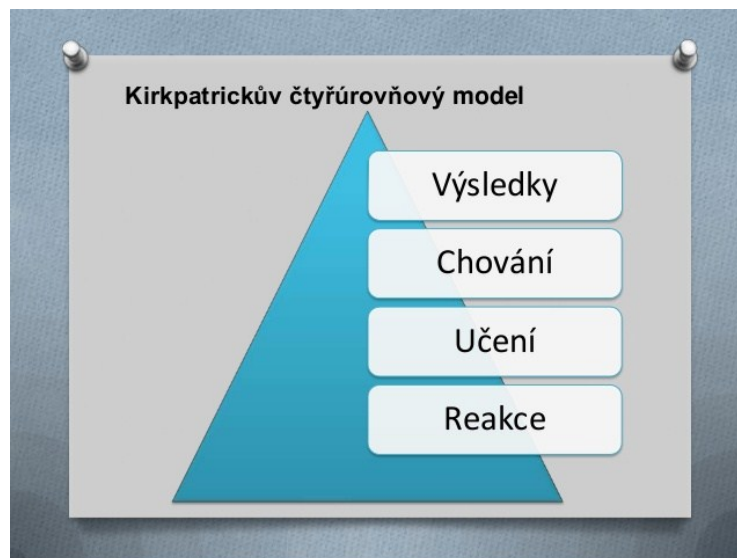 Kirkpatrickův čtyřúrovňový model
Výsledky
Chování
Učení
Reakce